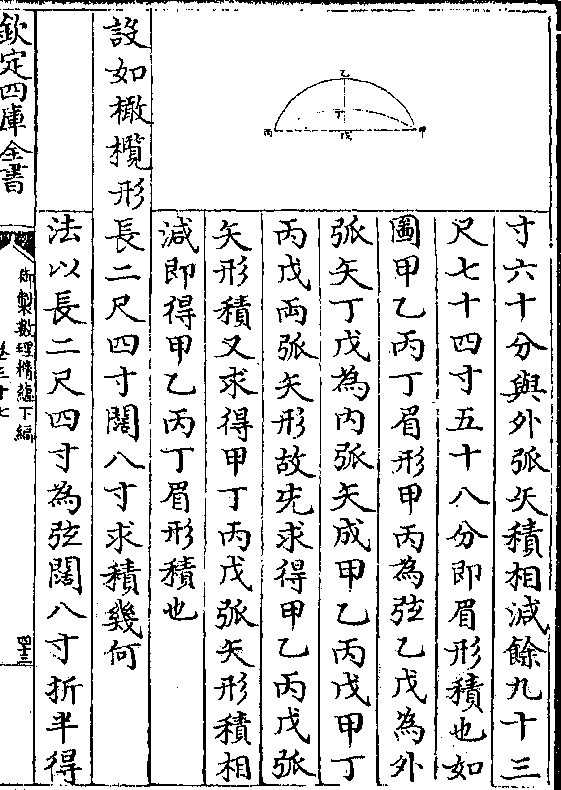 寸六十分與外弧矢積相減餘九十三
尺七十四寸五十八分即眉形積也如
圖甲乙丙丁眉形甲丙為弦乙戊為外
弧矢丁戊為内弧矢成甲乙丙戊甲丁
丙戊兩弧矢形故先求得甲乙丙戊弧
矢形積又求得甲丁丙戊弧矢形積相
減即得甲乙丙丁眉形積也
設如橄欖形長二尺四寸闊八寸求積幾何
法以長二尺四寸為弦闊八寸折半得
乙
丁
丙
戊
甲
欽定四庫全書
御製數理精蘊下編
卷二十七
四十三